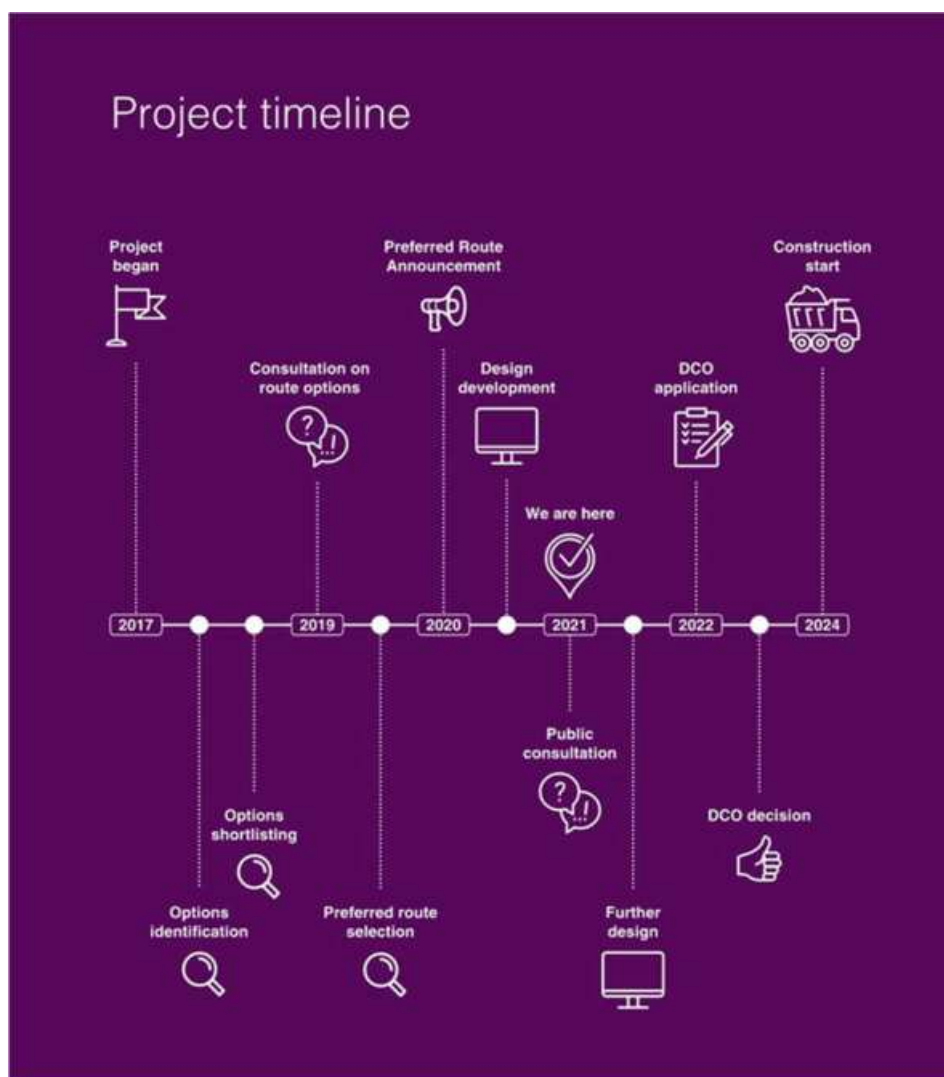 Project timeline
Project
began
Preferred Route
Announcement
Construction
start
Consultation on
route options
Design
development
DCO
application
We are here
2017
2019
2020
2021
2022
2024
Public
consultation
Options
shortlisting
DCO decision
Options
identification
Preferred route
selection
Further
design